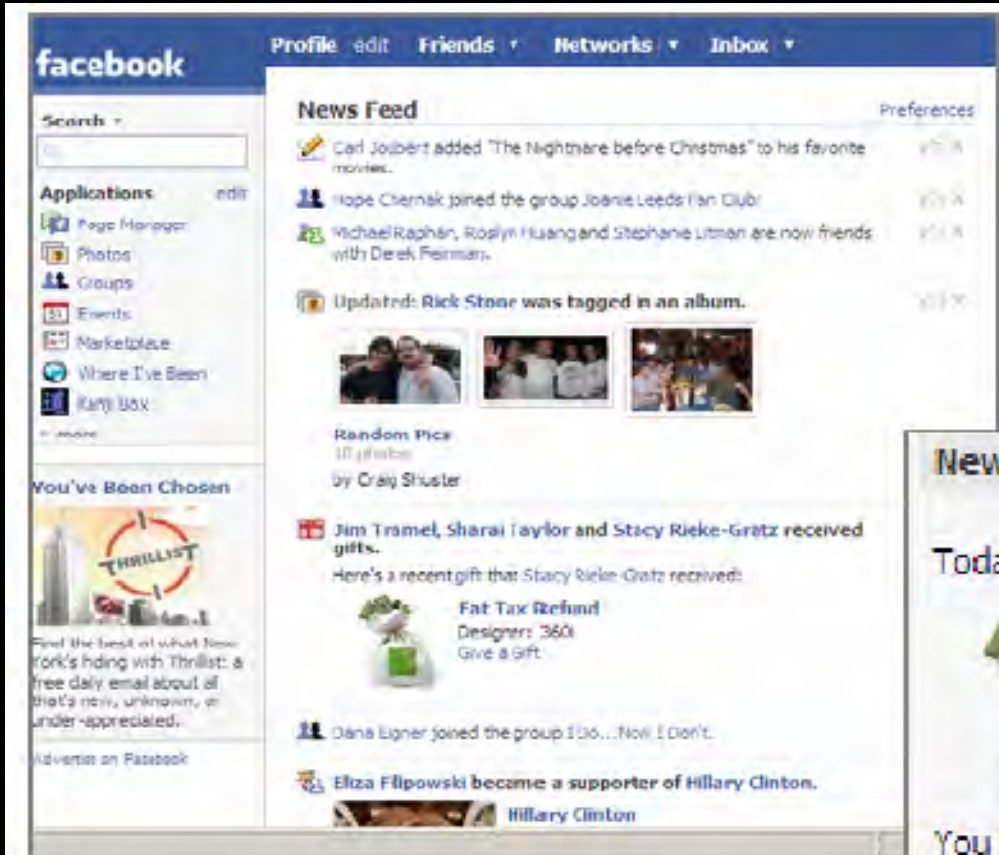 facebook
Profile edit Friends Networks Inbox
Search
Applications edit
Page Manager
Photos
Groups
Events
Marketplace
Where I've Been
more
You've Been Chosen
THRILLIST
Find the best of what New
York's hiding with Thrillist: a
free daily email about all
that's new, unknown, or
under-appreciated.
Advertise on Facebook
News Feed Preferences
Carl Joubert added "The Nightmare before Christmas" to his favorite
movies.
Hope Chernak joined the group Joanie Leeds Fan Club!
Michael Raphan, Roslyn Huang and Stephanie Litman are now friends
with Derek
Updated: Rick Stone was tagged in an album.
Random Pics
10 photos
by Craig Shuster
Jim Tramel, Sharai Taylor and Stacy Rieke-Gratz received
gifts.
Here's a recent gift that Stacy Rieke-Gratz received:
Fat Tax Refund
Designer: 360i
Give a Gift
Dana joined the group I Do... Now I Don't.
Eliza Filipowski became a supporter of Hillary Clinton.
Hillary Clinton
New
Toda
You